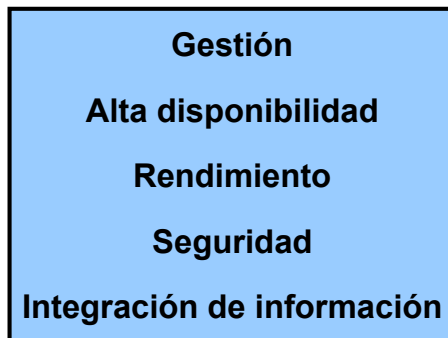 Gestión
Alta disponibilidad
Rendimiento
Seguridad
Integración de información